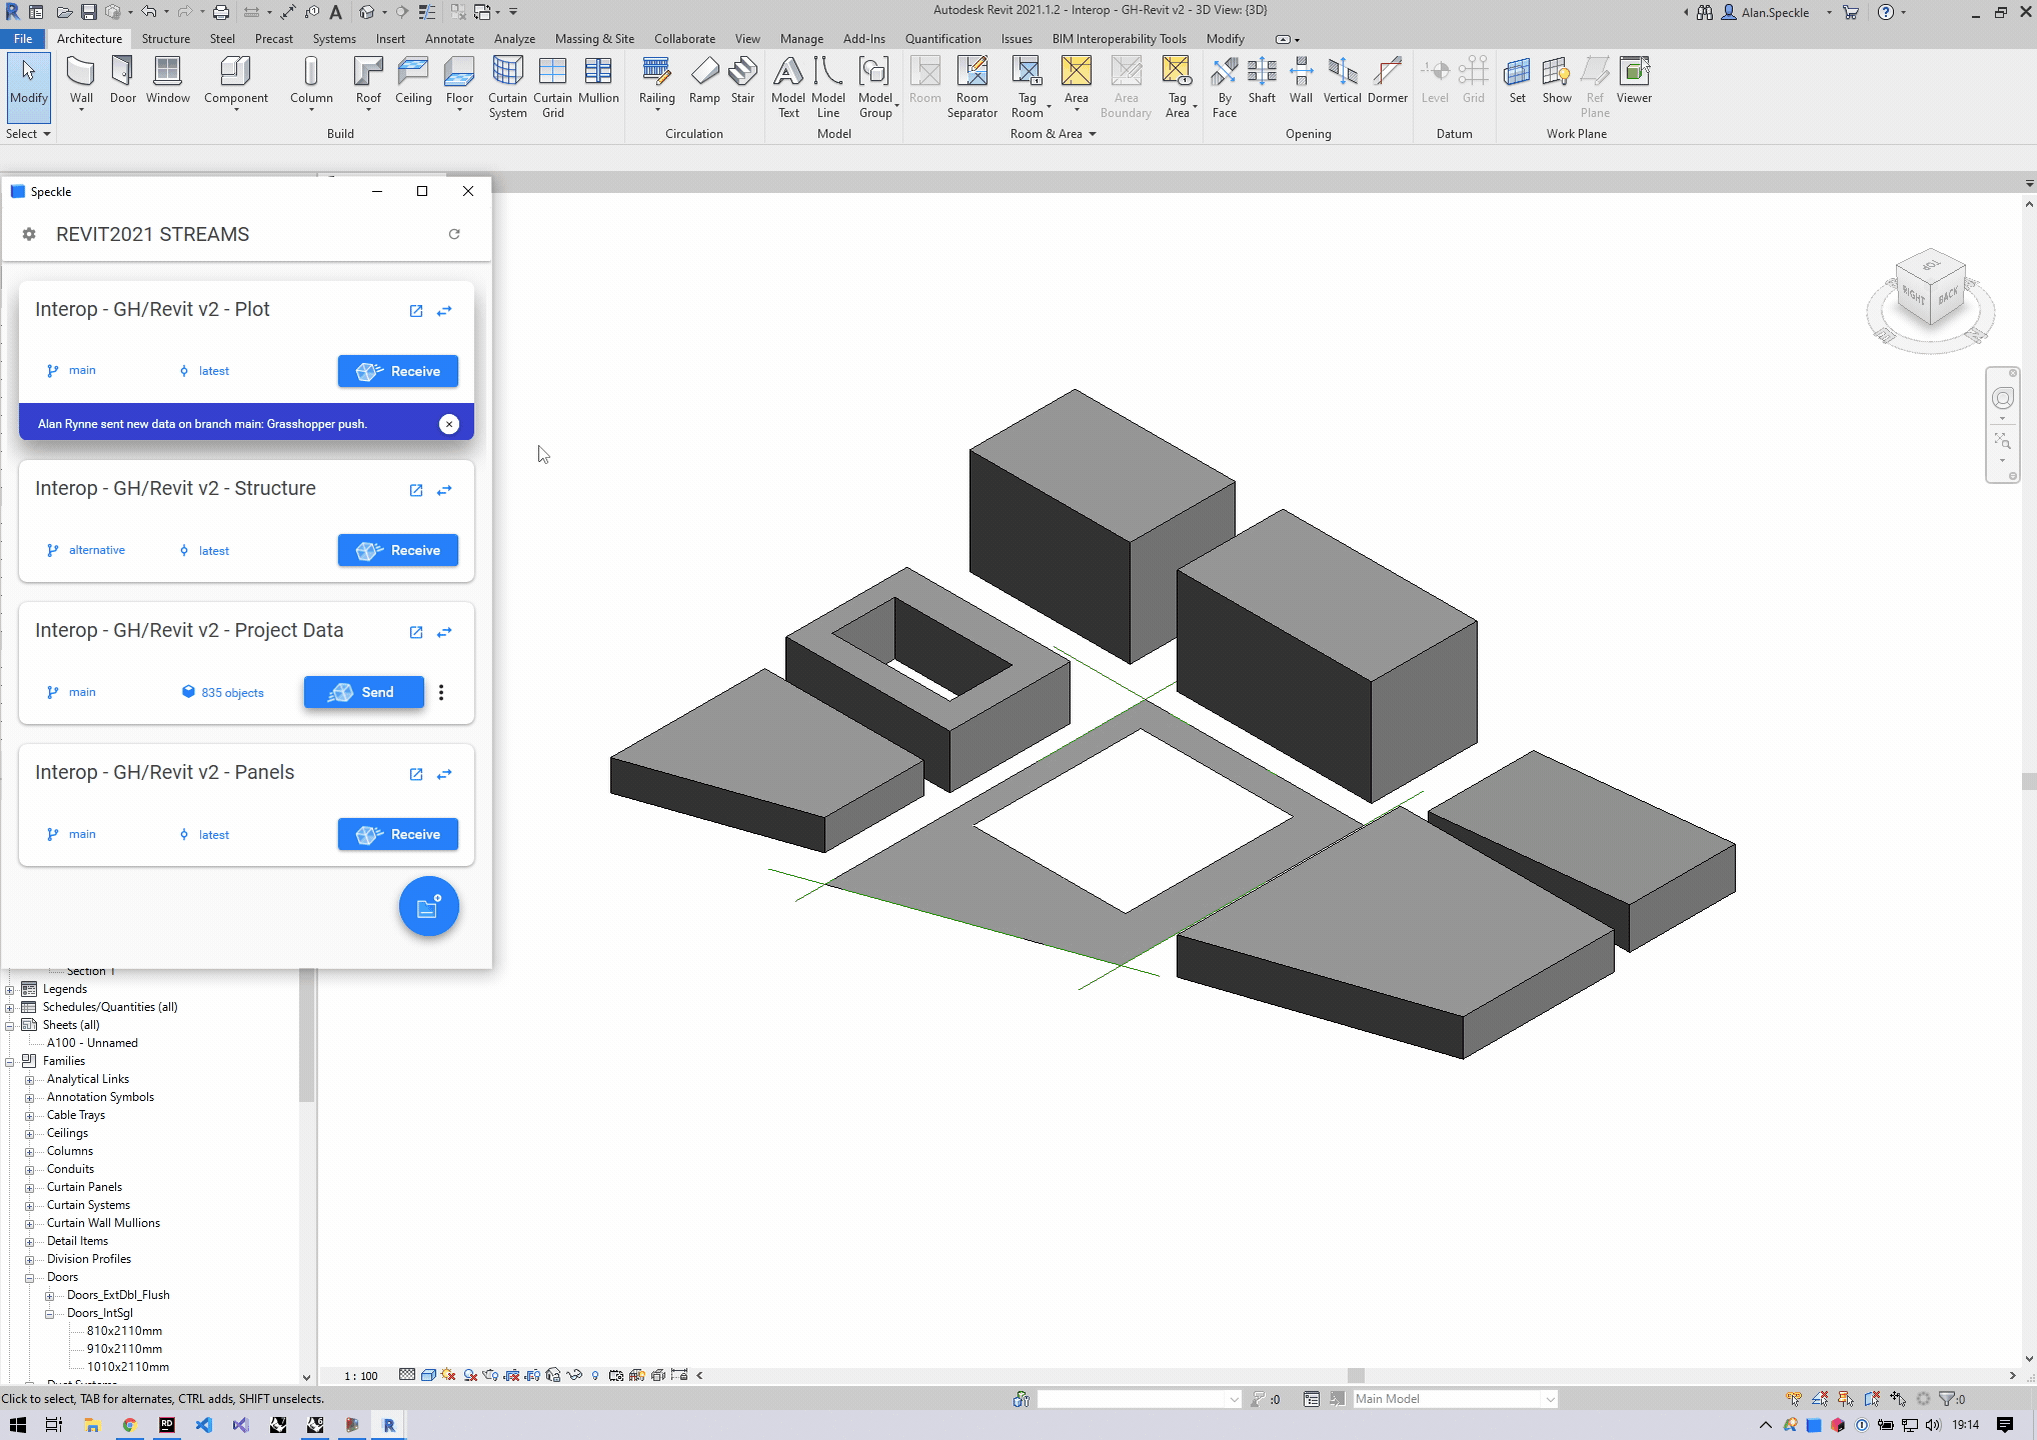 Autodesk Revit 2021.1.2 - Interop - GH-Revit v2 - 3D View: {3D}
Alan.Speckle
File Architecture Structure Steel Precast Systems Insert Annotate Analyze Massing & Site Collaborate View Manage Add-Ins Quantification Issues BIM Interoperability Tools Modify
Modify Wall Door Window Component Column Roof Ceiling Floor Curtain System Curtain Grid Mullion Railing Ramp Stair Model Text Model Line Model Group Room Room Separator Tag Room Area Area Boundary Tag Area By Face Shaft Wall Vertical Dormer Level Grid Set Show Ref Plane Viewer
Select Build Circulation Model Room & Area Opening Datum Work Plane
Speckle
REVIT2021 STREAMS
Interop - GH/Revit v2 - Plot
main latest Receive
Alan Rynne sent new data on branch main: Grasshopper push.
Interop - GH/Revit v2 - Structure
alternative latest Receive
Interop - GH/Revit v2 - Project Data
main 835 objects Send
Interop - GH/Revit v2 - Panels
main latest Receive
TOP
RIGHT BACK
Section 1
Legends
Schedules/Quantities (all)
Sheets (all)
A100 - Unnamed
Families
Analytical Links
Annotation Symbols
Cable Trays
Ceilings
Columns
Conduits
Curtain Panels
Curtain Systems
Curtain Wall Mullions
Detail Items
Division Profiles
Doors
Doors_ExtDbl_Flush
Doors_IntSgl
810x2110mm
910x2110mm
1010x2110mm
1 : 100
Click to select, TAB for alternates, CTRL adds, SHIFT unselects.
:0
Main Model
:0
19:14